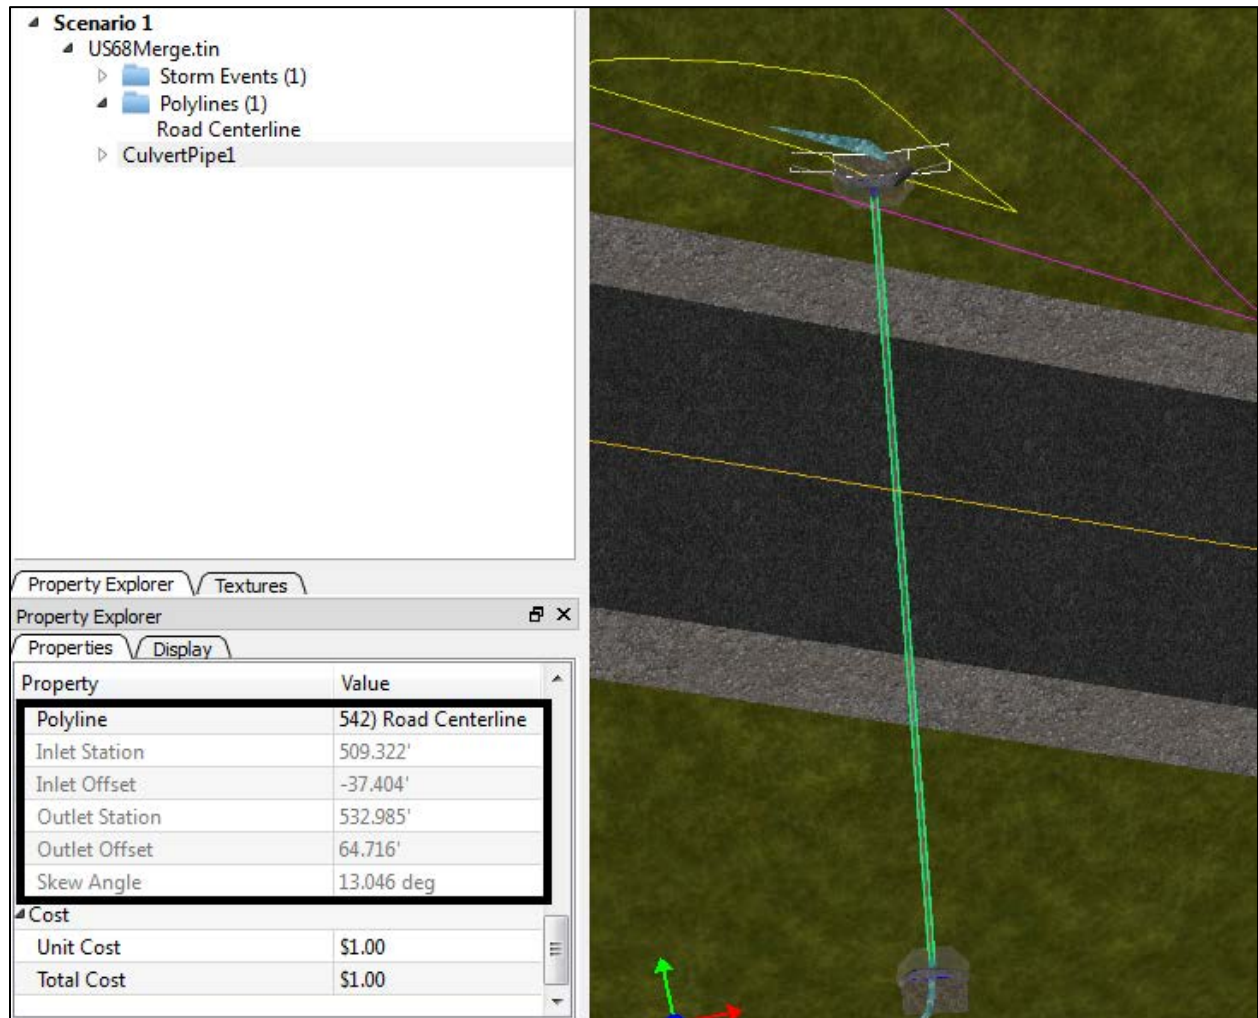 Scenario 1
US68Merge.tin
Storm Events (1)
Polylines (1)
Road Centerline
CulvertPipe1
Property Explorer Textures
Property Explorer
Properties Display
Property Value
Polyline 542) Road Centerline
Inlet Station 509.322'
Inlet Offset -37.404'
Outlet Station 532.985'
Outlet Offset 64.716'
Skew Angle 13.046 deg
Cost
Unit Cost $1.00
Total Cost $1.00